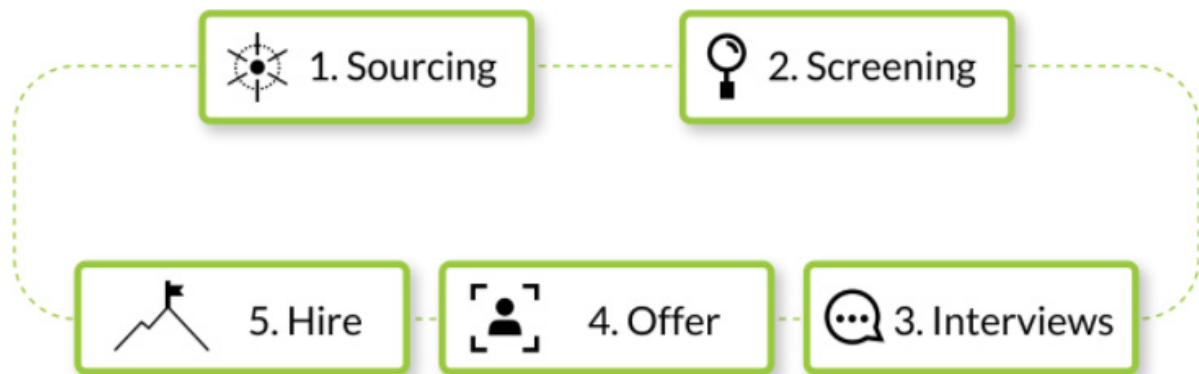 1. Sourcing
2. Screening
3. Interviews
4. Offer
5. Hire